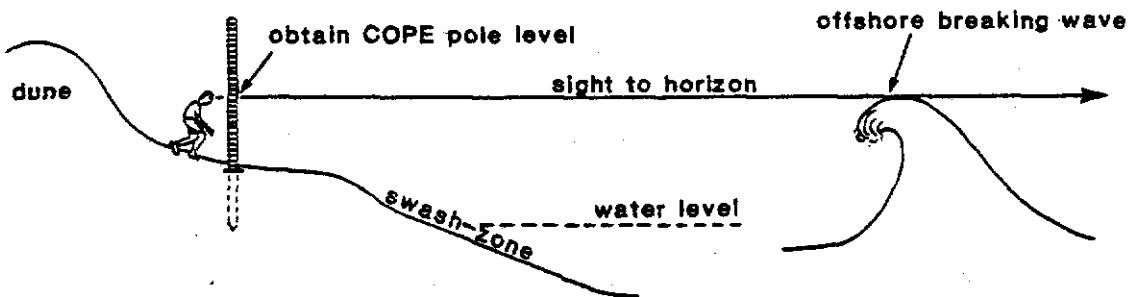 offshore breaking wave
obtain COPE pole level
dune
sight to horizon
swash-zone
water level